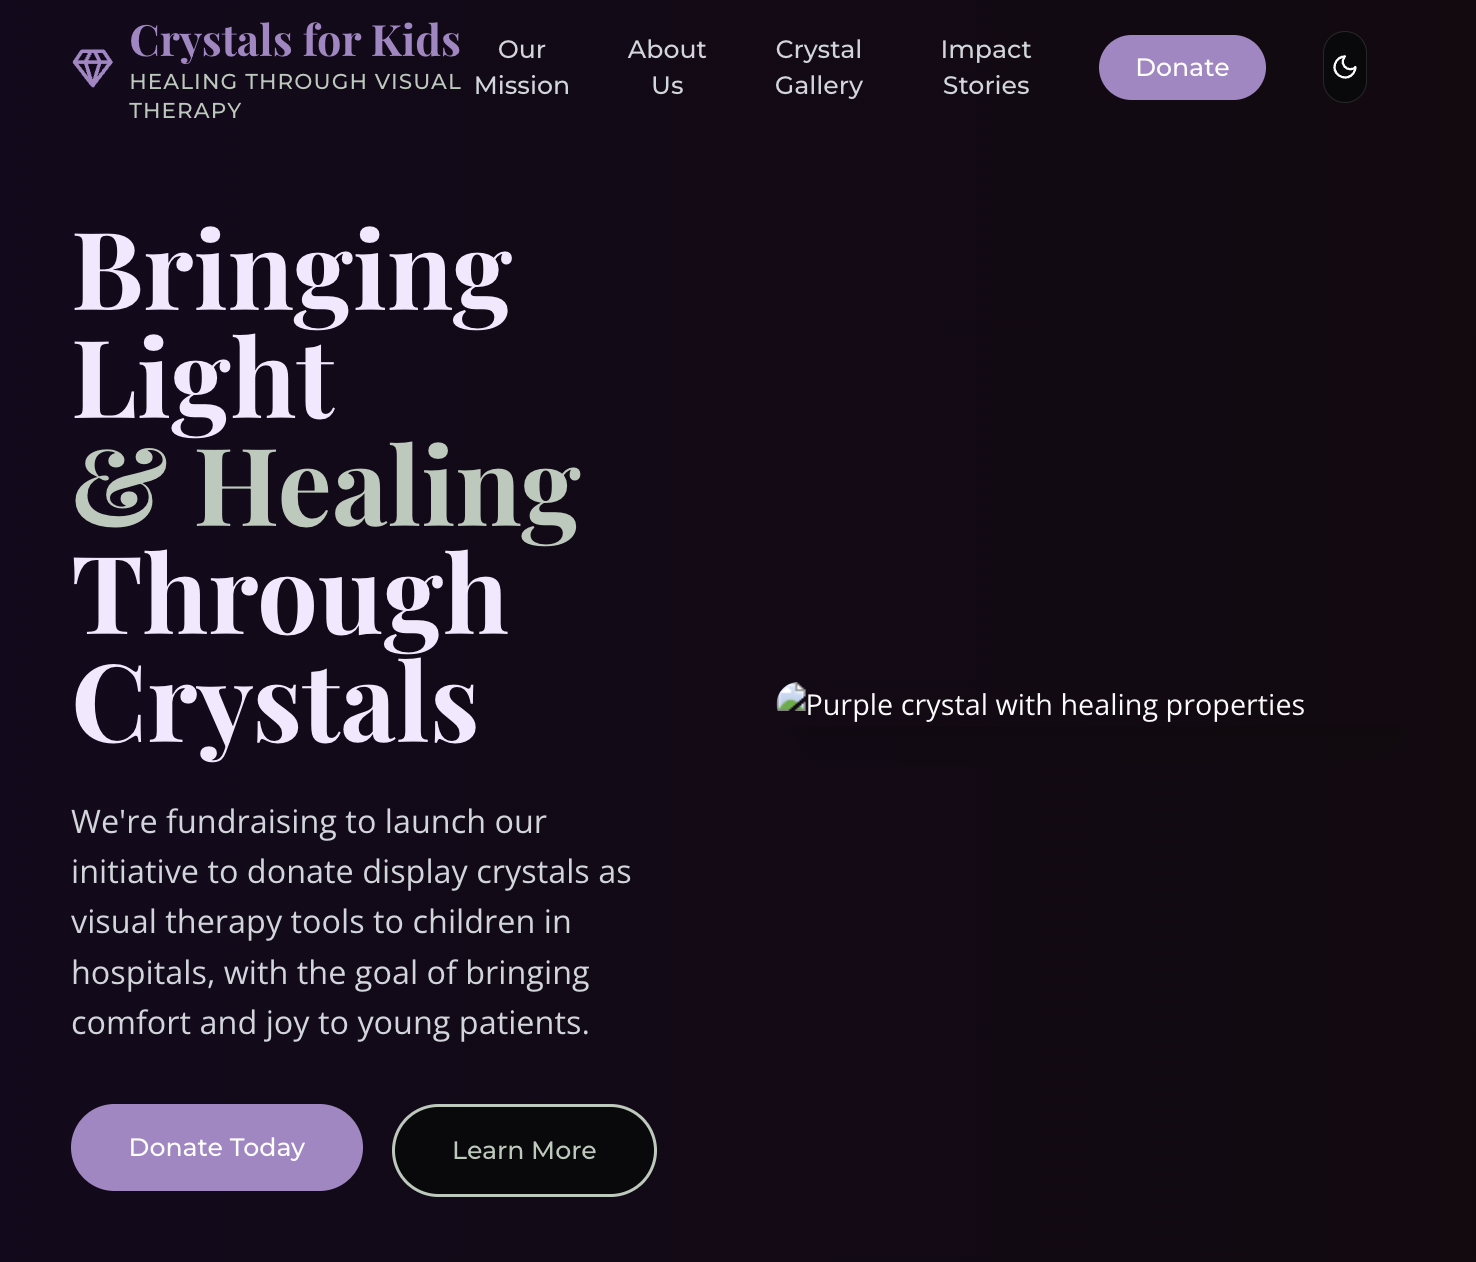 Crystals for Kids
HEALING THROUGH VISUAL
THERAPY
Our
Mission
About
Us
Crystal
Gallery
Impact
Stories
Donate
Bringing
Light
& Healing
Through
Crystals
Purple crystal with healing properties
We're fundraising to launch our
initiative to donate display crystals as
visual therapy tools to children in
hospitals, with the goal of bringing
comfort and joy to young patients.
Donate Today
Learn More